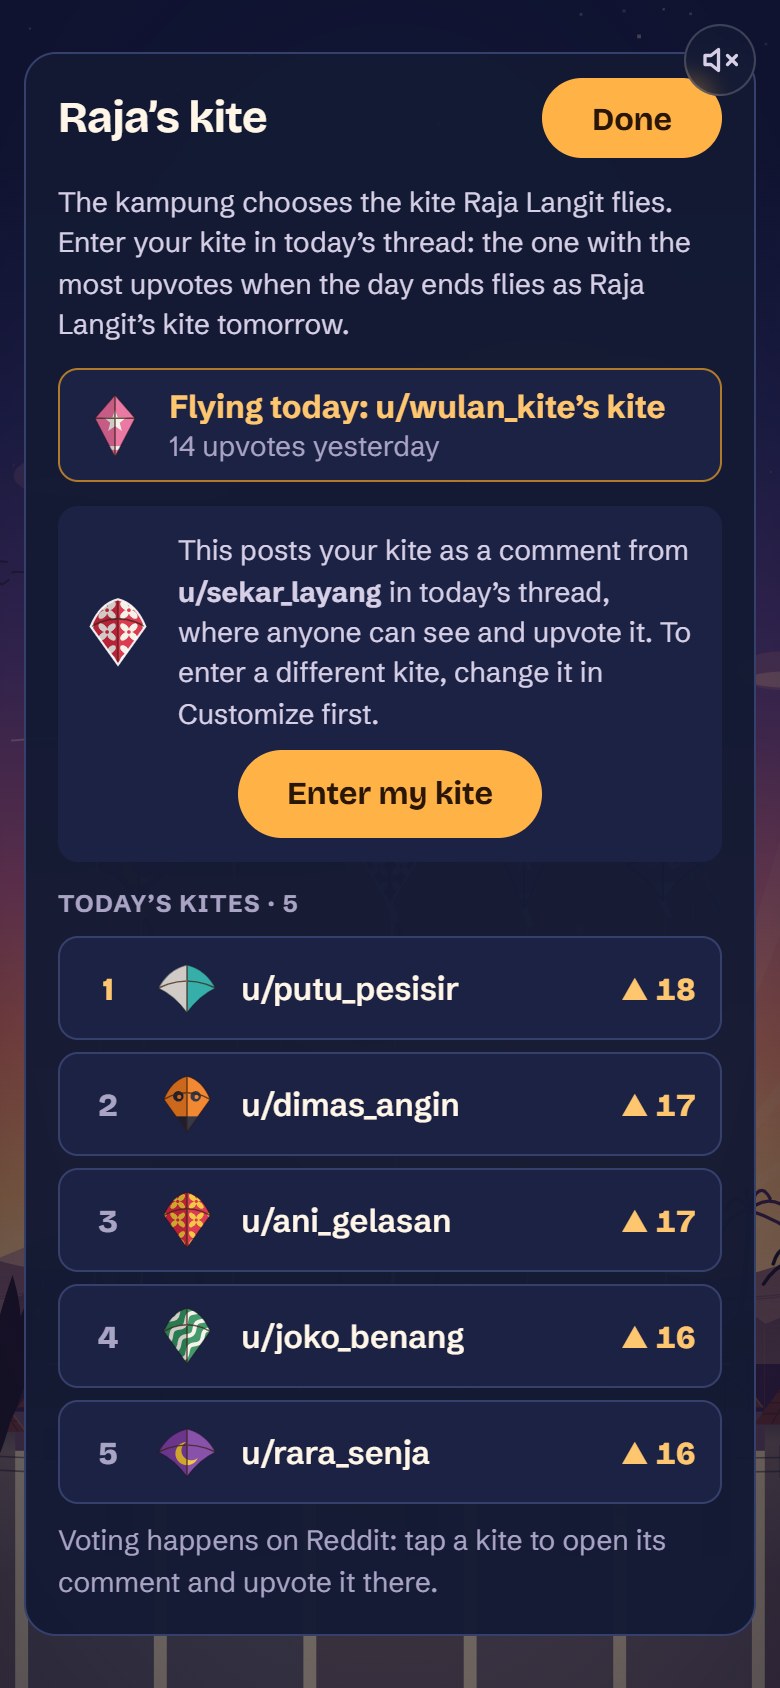 Raja's kite
Done
The kampung chooses the kite Raja Langit flies.
Enter your kite in today's thread: the one with the
most upvotes when the day ends flies as Raja
Langit's kite tomorrow.
Flying today: u/wulan_kite's kite
14 upvotes yesterday
This posts your kite as a comment from
u/sekar_layang in today's thread,
where anyone can see and upvote it. To
enter a different kite, change it in
Customize first.
Enter my kite
TODAY'S KITES · 5
1 u/putu_pesisir ▲ 18
2 u/dimas_angin ▲ 17
3 u/ani_gelasan ▲ 17
4 u/joko_benang ▲ 16
5 u/rara_senja ▲ 16
Voting happens on Reddit: tap a kite to open its
comment and upvote it there.